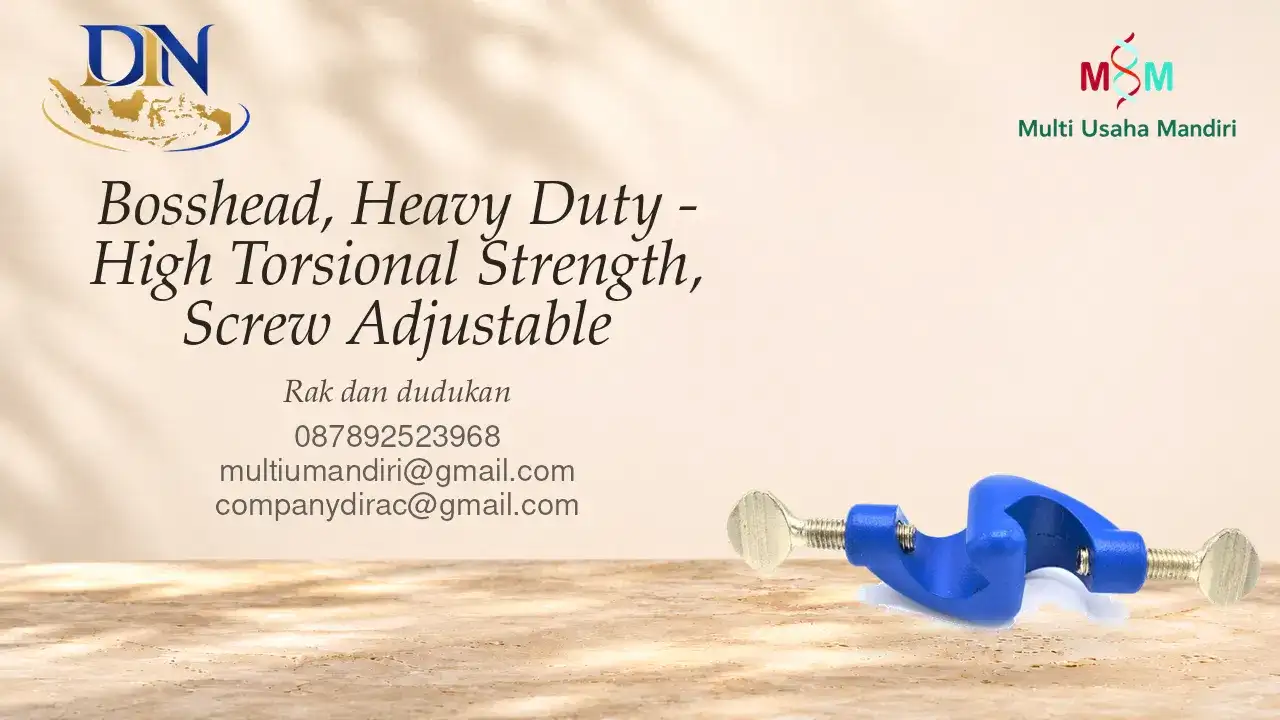 DIN
MSM
Multi Usaha Mandiri
Bosshead, Heavy Duty -
High Torsional Strength,
Screw Adjustable
Rak dan dudukan
087892523968
multiumandiri@gmail.com
companydirac@gmail.com